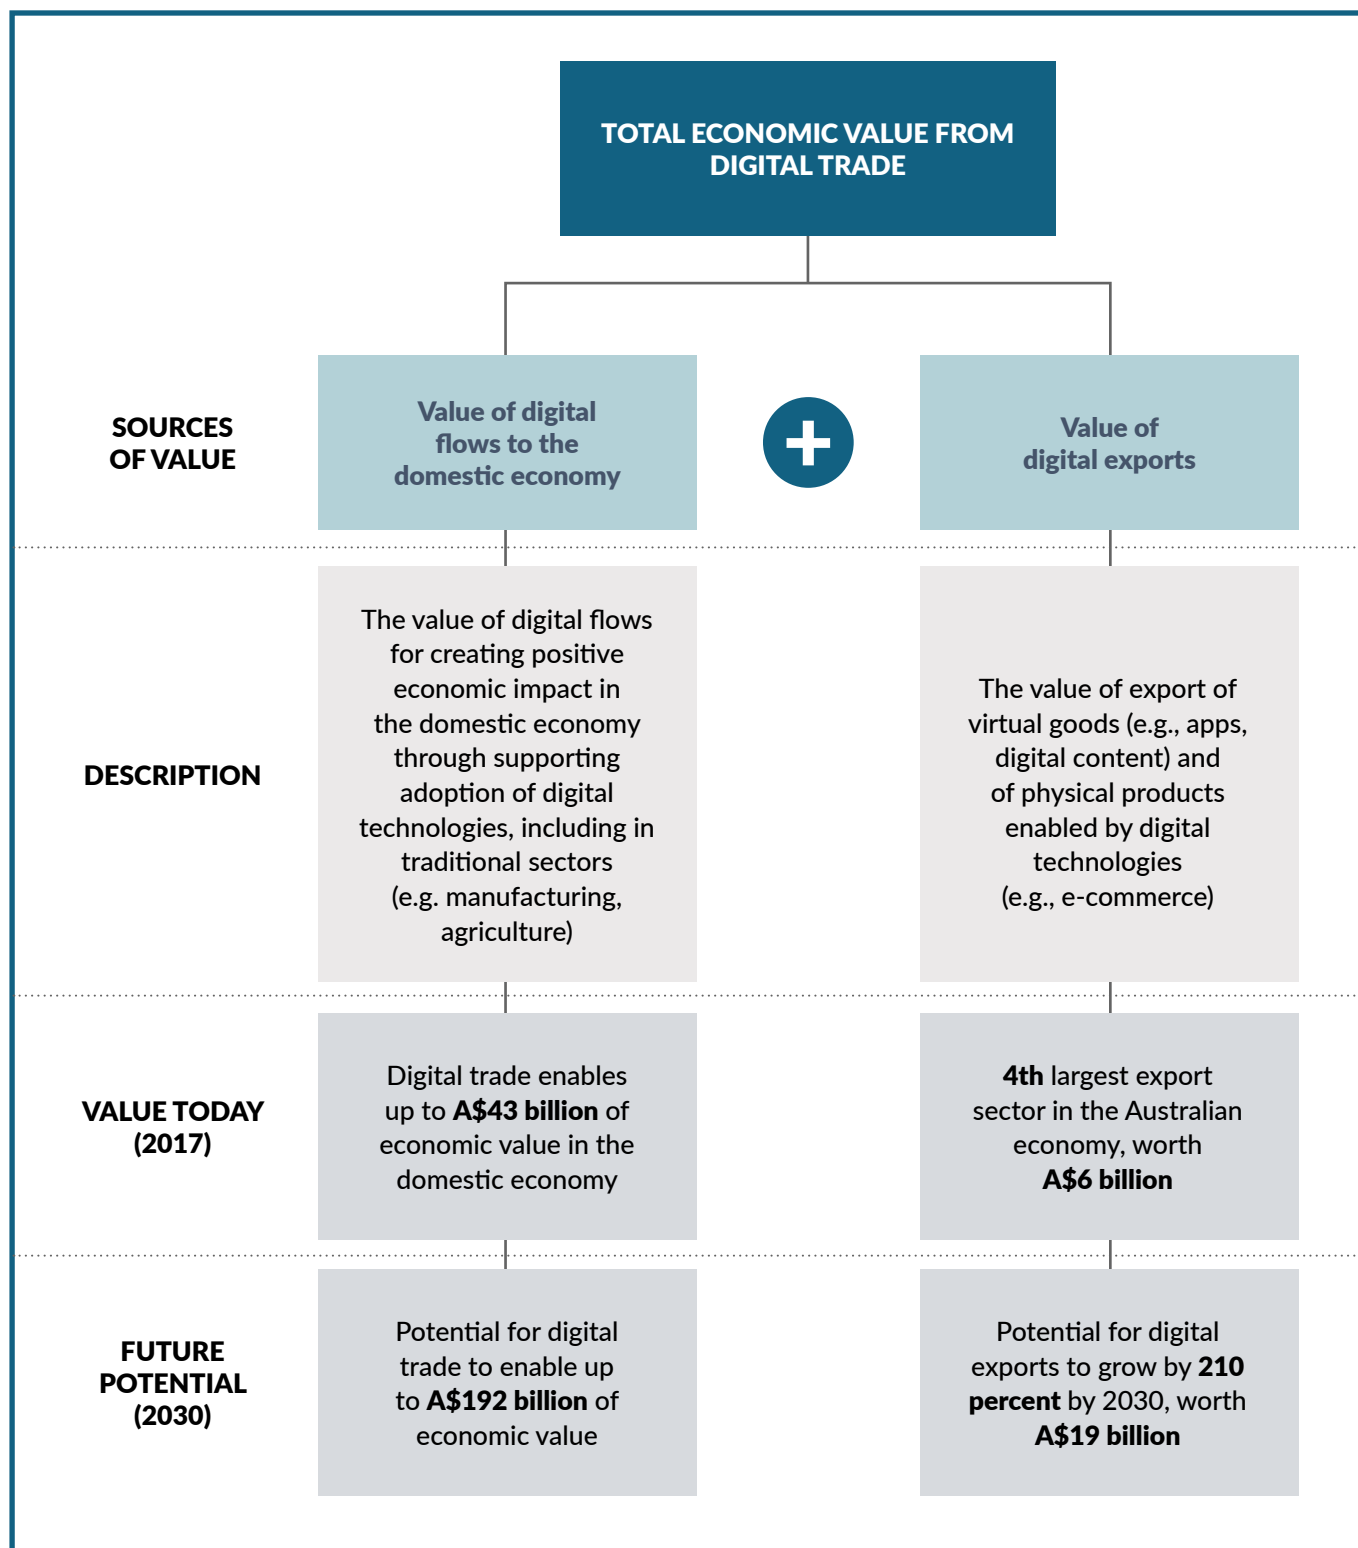 TOTAL ECONOMIC VALUE FROM
DIGITAL TRADE
SOURCES
OF VALUE
Value of digital
flows to the
domestic economy
+
Value of
digital exports
DESCRIPTION
The value of digital flows
for creating positive
economic impact in
the domestic economy
through supporting
adoption of digital
technologies, including in
traditional sectors
(e.g. manufacturing,
agriculture)
The value of export of
virtual goods (e.g., apps,
digital content) and
of physical products
enabled by digital
technologies
(e.g., e-commerce)
VALUE TODAY
(2017)
Digital trade enables
up to A$43 billion of
economic value in the
domestic economy
4th largest export
sector in the Australian
economy, worth
A$6 billion
FUTURE
POTENTIAL
(2030)
Potential for digital
trade to enable up
to A$192 billion of
economic value
Potential for digital
exports to grow by 210
percent by 2030, worth
A$19 billion